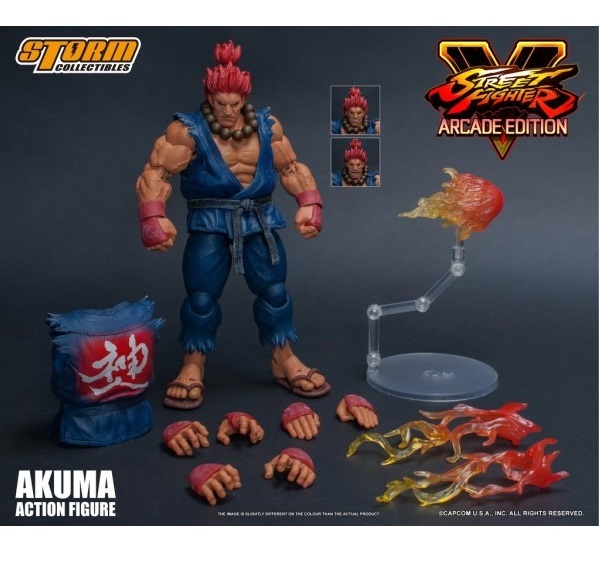 STORM
COLLECTIBLES
V
STREET
FIGHTER
ARCADE EDITION
神
AKUMA
ACTION FIGURE
THE IMAGE IS SLIGHTLY DIFFERENT ON THE COLOUR THAN THE ACTUAL PRODUCT
©CAPCOM U.S.A., INC. ALL RIGHTS RESERVED.